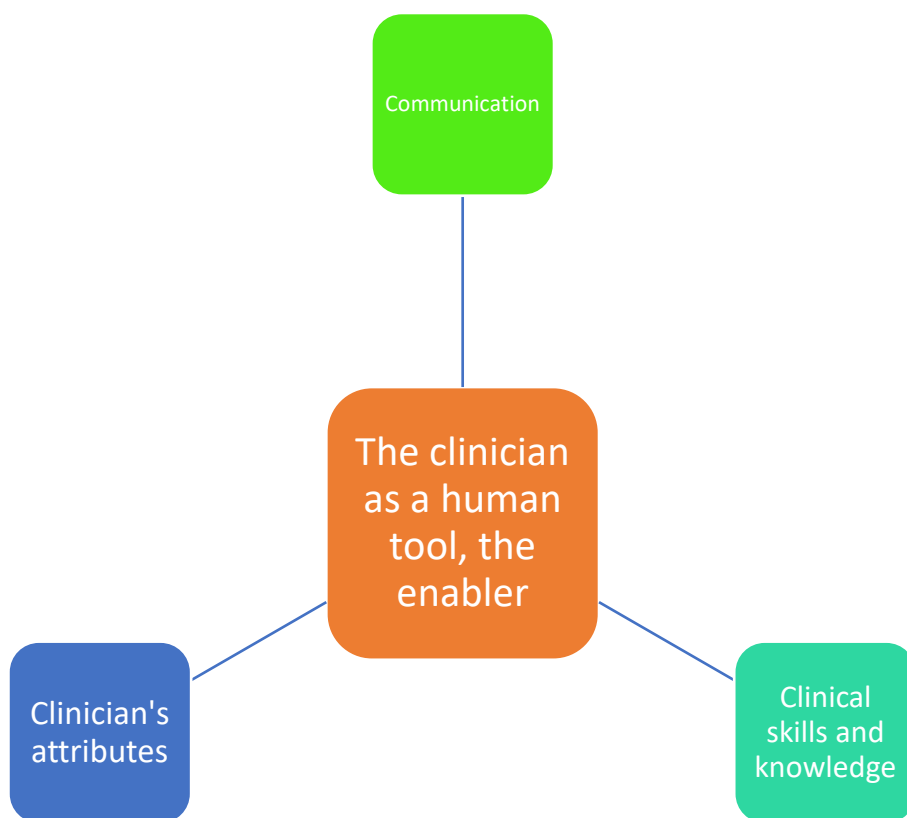 Communication
The clinician
as a human
tool, the
enabler
Clinician's
attributes
Clinical
skills and
knowledge